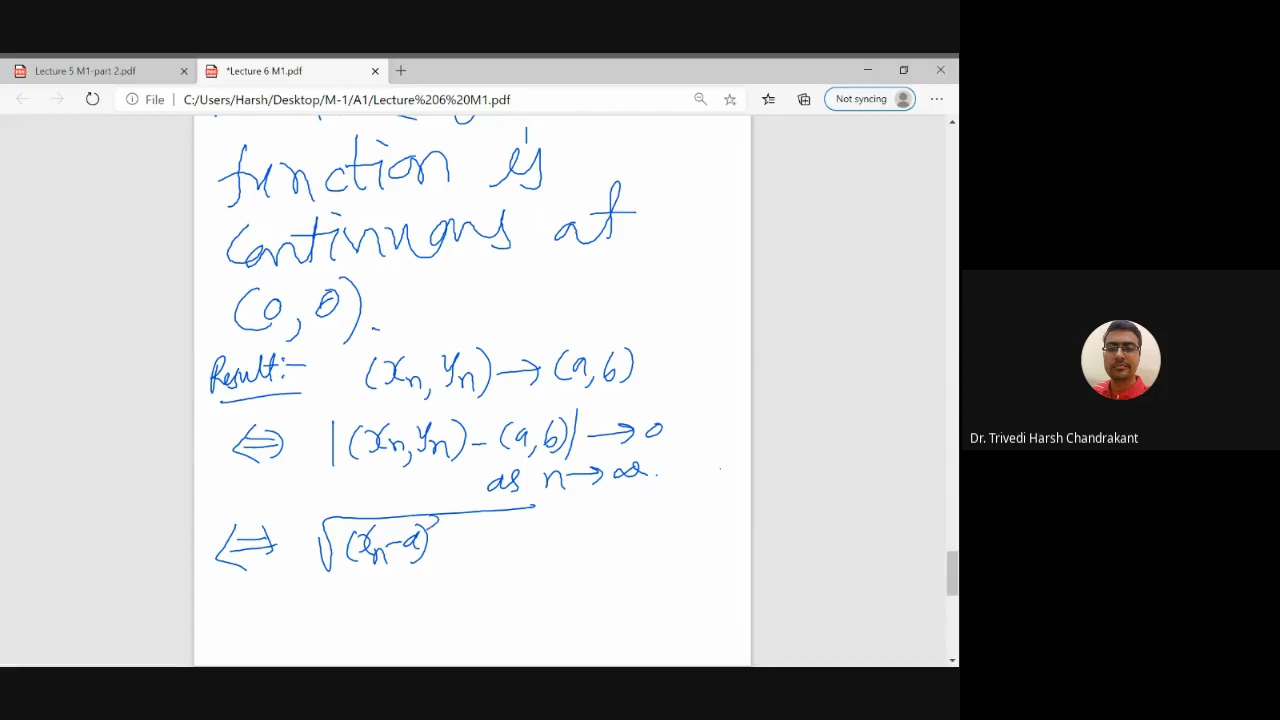 Lecture 5 M1-part 2.pdf
*Lecture 6 M1.pdf
File
C:/Users/Harsh/Desktop/M-1/A1/Lecture%206%20M1.pdf
Not syncing
function is
continuous at
(0, 0).
Result:- (xn, yn) → (a, b)
⇔ |(xn, yn) - (a, b)| → 0
as n → ∞.
⇔ √(xn-a)²
Dr. Trivedi Harsh Chandrakant